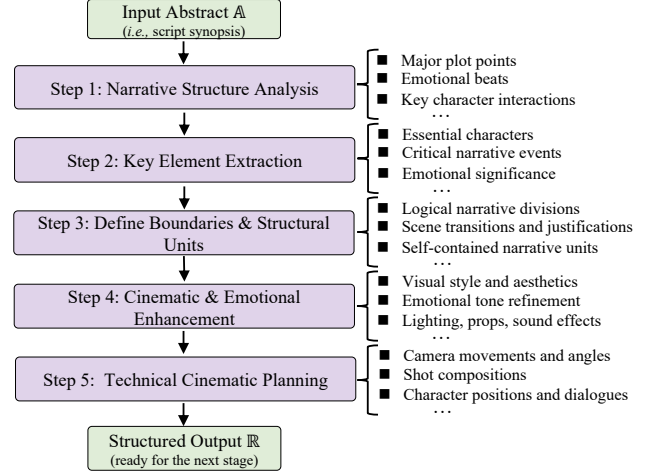 Input Abstract 𝔸
(i.e., script synopsis)
Step 1: Narrative Structure Analysis
■ Major plot points
■ Emotional beats
■ Key character interactions
...
Step 2: Key Element Extraction
■ Essential characters
■ Critical narrative events
■ Emotional significance
...
Step 3: Define Boundaries & Structural
Units
■ Logical narrative divisions
■ Scene transitions and justifications
■ Self-contained narrative units
...
Step 4: Cinematic & Emotional
Enhancement
■ Visual style and aesthetics
■ Emotional tone refinement
■ Lighting, props, sound effects
...
Step 5: Technical Cinematic Planning
■ Camera movements and angles
■ Shot compositions
■ Character positions and dialogues
...
Structured Output ℝ
(ready for the next stage)